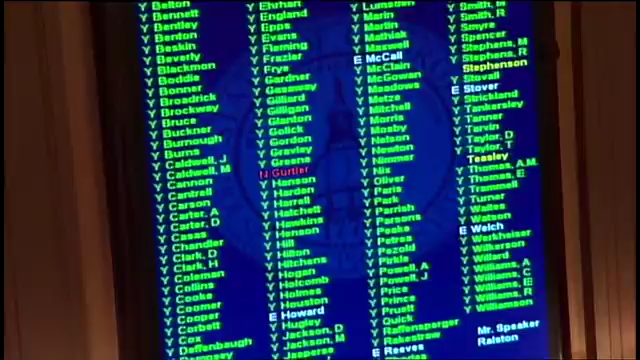 Y Belton
Y Bennett
Y Bentley
Y Benton
Y Beskin
Y Beverly
Y Blackmon
Y Boddie
Y Bonner
Y Broadrick
Y Brockway
Y Bruce
Y Buckner
Y Burnough
Y Burns
Y Caldwell, J
Y Caldwell, M
Y Cannon
Y Cantrell
Y Carson
Y Carter, A
Y Carter, D
Y Casas
Y Chandler
Y Clark, D
Y Clark, H
Y Coleman
Y Collins
Y Cooke
Y Coomer
Y Cooper
Y Corbett
Y Cox
Y Daffenbaugh
Y Dempsey
Y Ehrhart
Y England
Y Epps
Y Evans
Y Fleming
Y Frazier
Y Frye
Y Gardner
Y Gasaway
Y Gilliard
Y Gilligan
Y Glanton
Y Golick
Y Gordon
Y Gravley
Y Greene
N Gurtler
Y Hanson
Y Harden
Y Harrell
Y Hatchett
Y Hawkins
Y Henson
Y Hill
Y Hilton
Y Hitchens
Y Hogan
Y Holcomb
Y Holmes
Y Houston
E Howard
Y Hugley
Y Jackson, D
Y Jackson, M
Y Jasperse
Y Lumsden
Y Marin
Y Martin
Y Mathiak
Y Maxwell
E McCall
Y McClain
Y McGowan
Y Meadows
Y Metze
Y Mitchell
Y Morris
Y Mosby
Y Nelson
Y Newton
Y Nimmer
Y Nix
Y Oliver
Y Paris
Y Park
Y Parrish
Y Parsons
Y Peake
Y Petrea
Y Pezold
Y Pirkle
Y Powell, A
Y Powell, J
Y Price
Y Prince
Y Pruett
Y Quick
Y Raffensperger
Y Rakestraw
E Reeves
Y Smith, M
Y Smith, R
Y Smyre
Y Spencer
Y Stephens, M
Y Stephens, R
Stephenson
Y Stovall
E Stover
Y Strickland
Y Tankersley
Y Tanner
Y Tarvin
Y Taylor, D
Y Taylor, T
Teasley
Y Thomas, A.M.
Y Thomas, E
Y Trammell
Y Turner
Y Waites
Y Watson
E Welch
Y Werkheiser
Y Wilkerson
Y Willard
Y Williams, A
Y Williams, C
Y Williams, E
Y Williams, R
Y Williamson
Mr. Speaker
Ralston